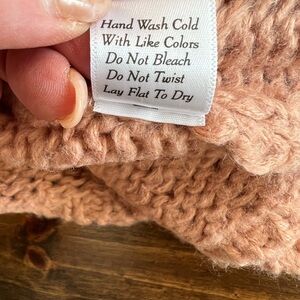 Hand Wash Cold
With Like Colors
Do Not Bleach
Do Not Twist
Lay Flat To Dry